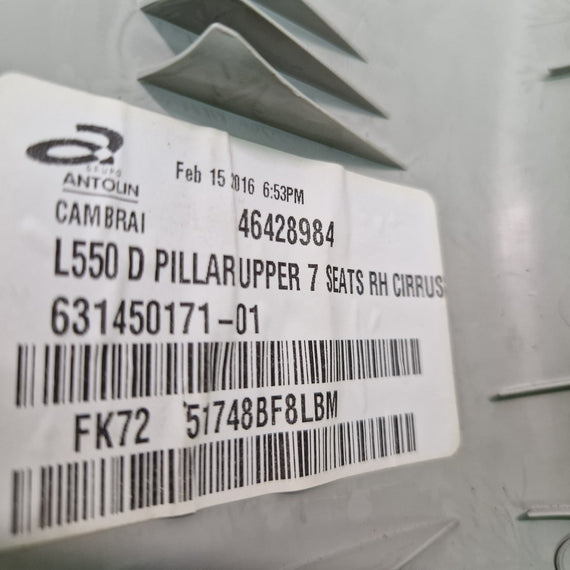 GRUPO
ANTOLIN
Feb 15 2016 6:53PM
CAMBRAI 46428984
L550 D PILLARUPPER 7 SEATS RH CIRRUS
631450171-01
FK72 51748BF8LBM